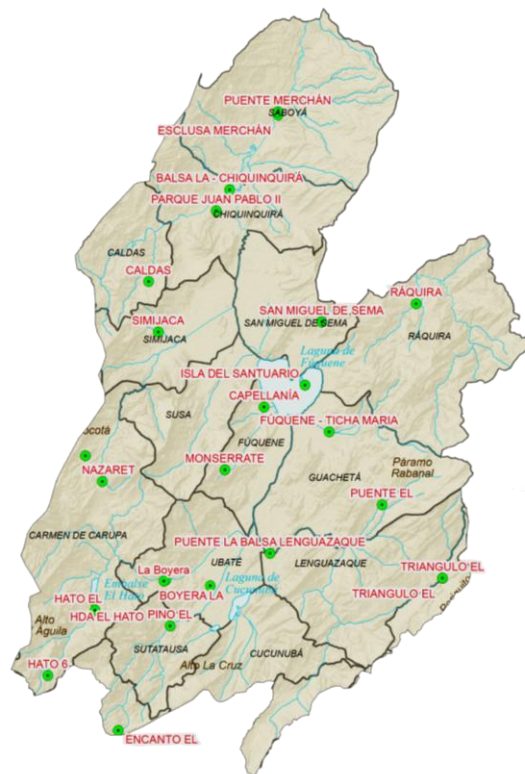 PUENTE MERCHÁN
SABOYÁ
ESCLUSA MERCHÁN
BALSA LA - CHIQUINQUIRÁ
PARQUE JUAN PABLO II
CHIQUINQUIRÁ
CALDAS
CALDAS
RÁQUIRA
SAN MIGUEL DE SEMA
SAN MIGUEL DE SEMA
SIMIJACA
SIMIJACA
RÁQUIRA
Laguna de
Fúquene
ISLA DEL SANTUARIO
CAPELLANÍA
SUSA
FÚQUENE - TICHA MARIA
FÚQUENE
MONSERRATE
NAZARET
GUACHETÁ
Páramo
Rabanal
PUENTE EL
CARMEN DE CARUPA
PUENTE LA BALSA LENGUAZAQUE
UBATÉ
LENGUAZAQUE
TRIANGULO EL
La Boyera
Embalse
El Hato
BOYERA LA
Laguna de
Cucunubá
TRIANGULO EL
HATO EL
HDA EL HATO
PINO EL
Alto
Águila
SUTATAUSA
CUCUNUBÁ
Alto La Cruz
HATO 6
ENCANTO EL